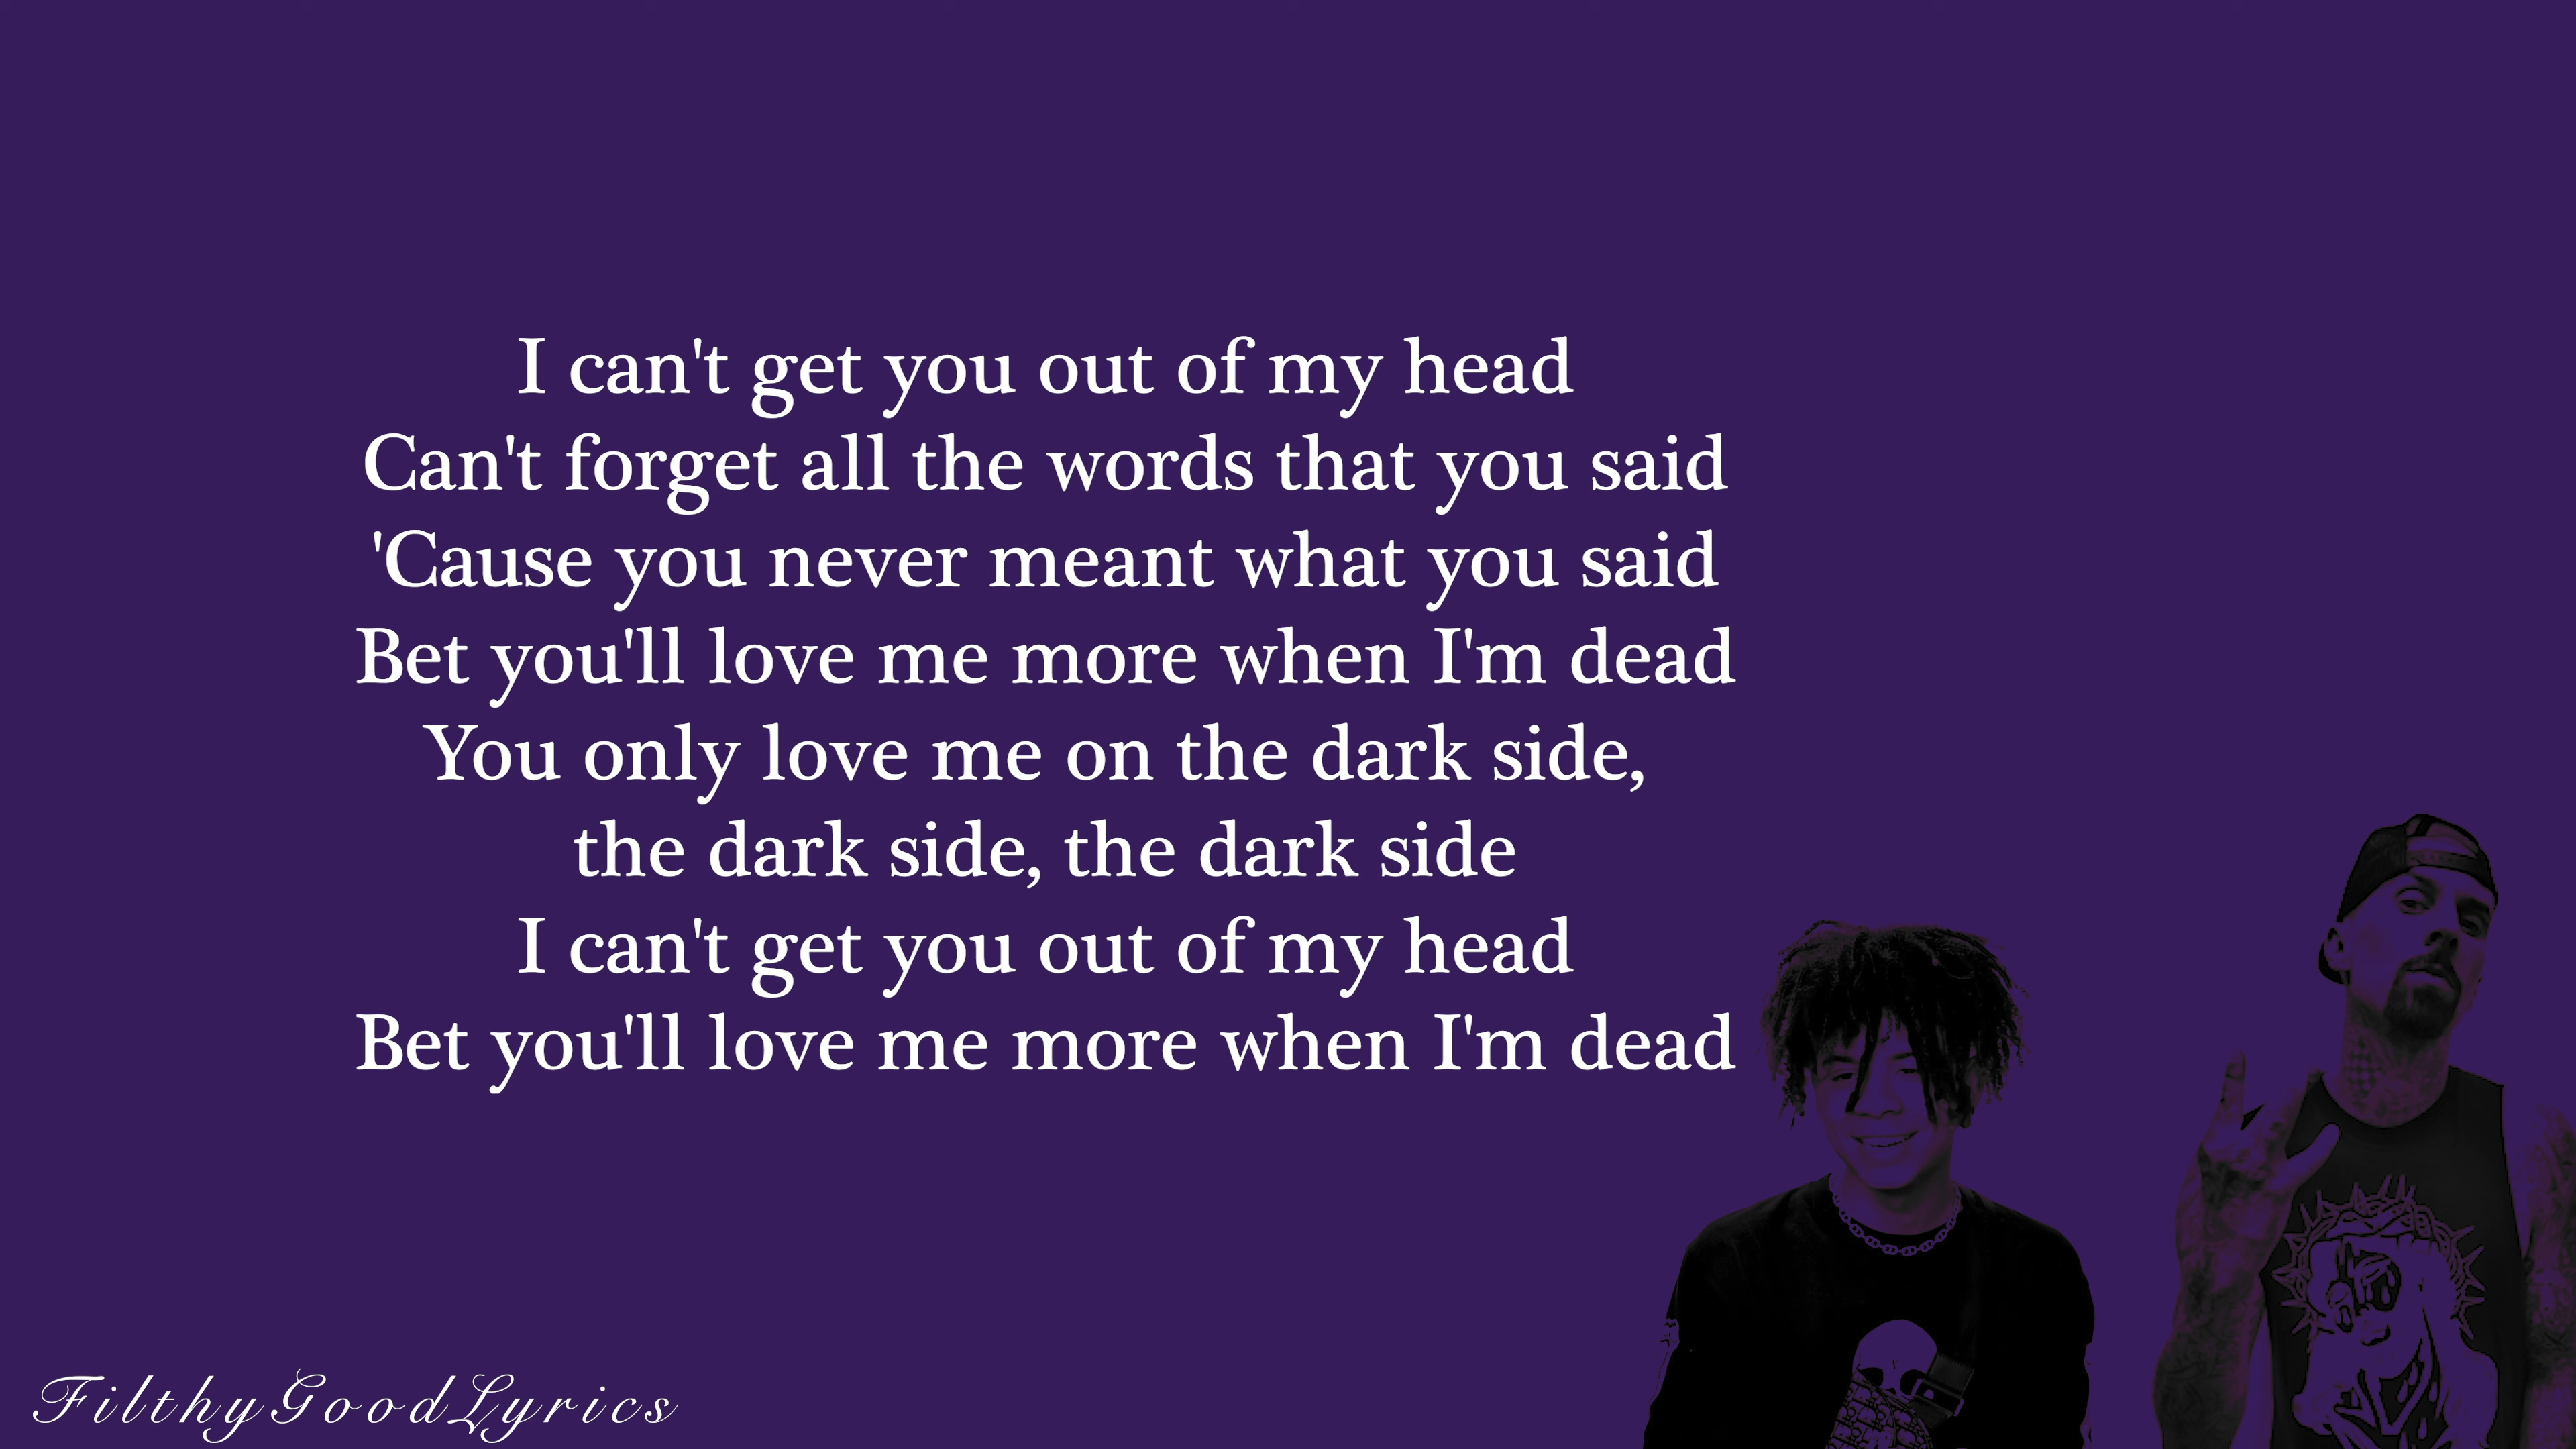 I can't get you out of my head
Can't forget all the words that you said
'Cause you never meant what you said
Bet you'll love me more when I'm dead
You only love me on the dark side,
the dark side, the dark side
I can't get you out of my head
Bet you'll love me more when I'm dead
FilthyGoodLyrics